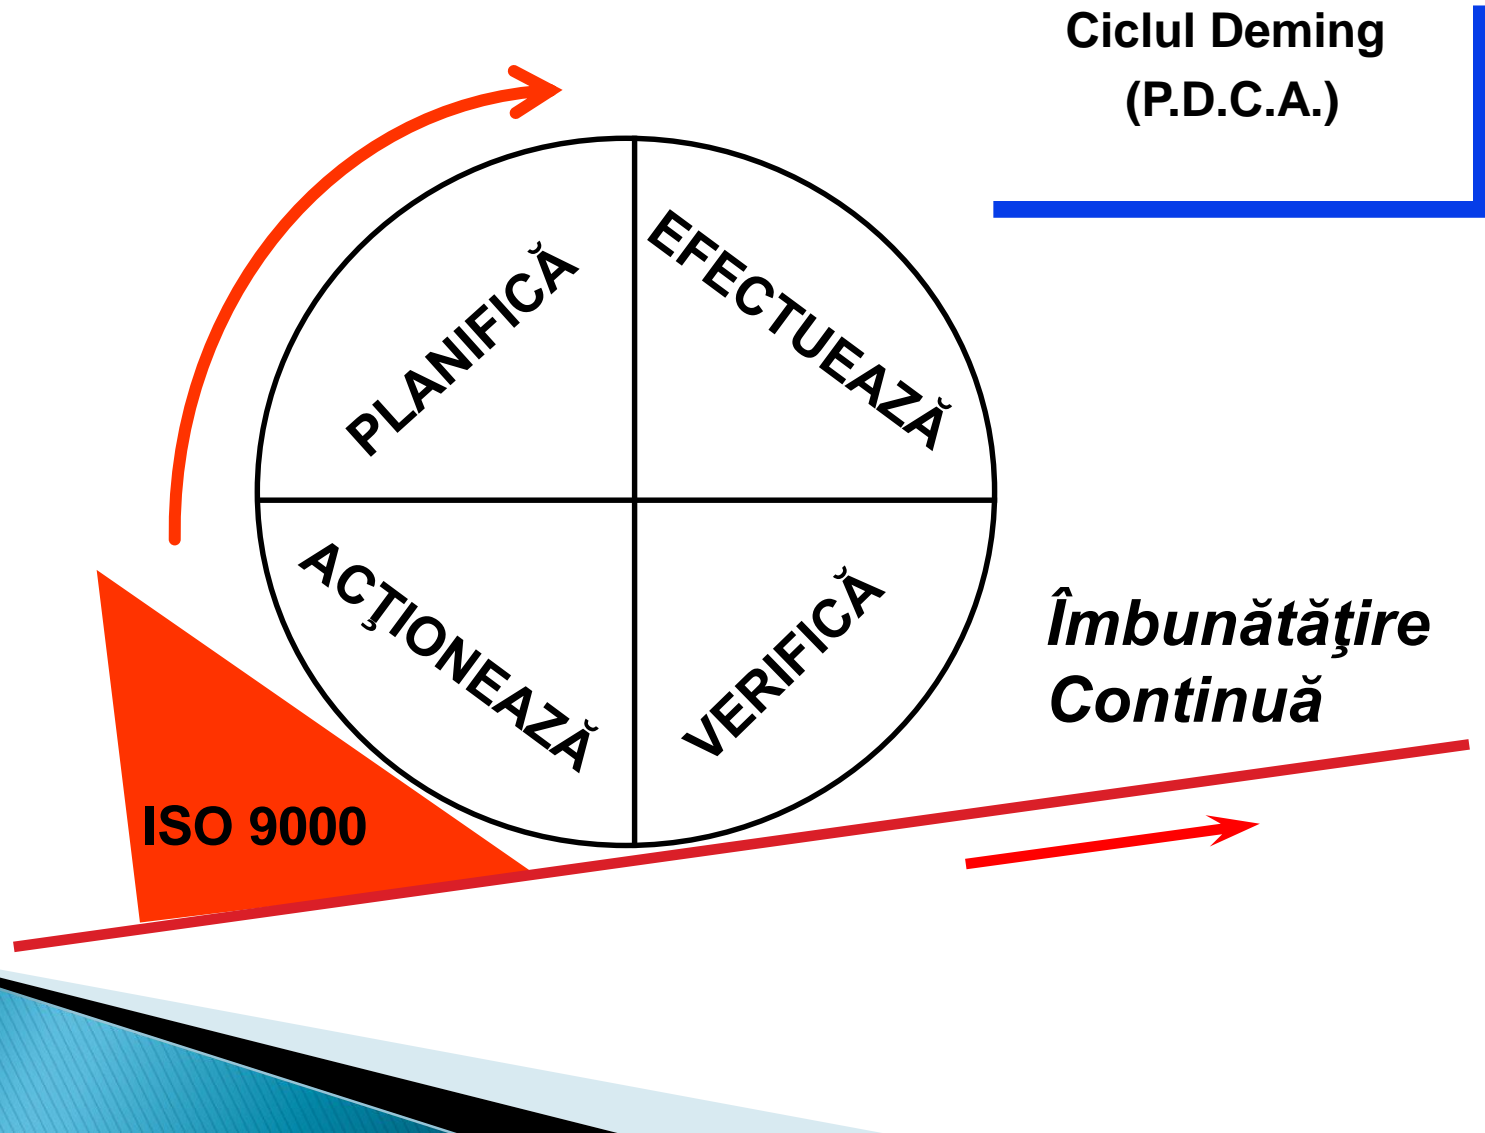 Ciclul Deming
(P.D.C.A.)
PLANIFICĂ
EFECTUEAZĂ
ACŢIONEAZĂ
VERIFICĂ
Îmbunătăţire
Continuă
ISO 9000